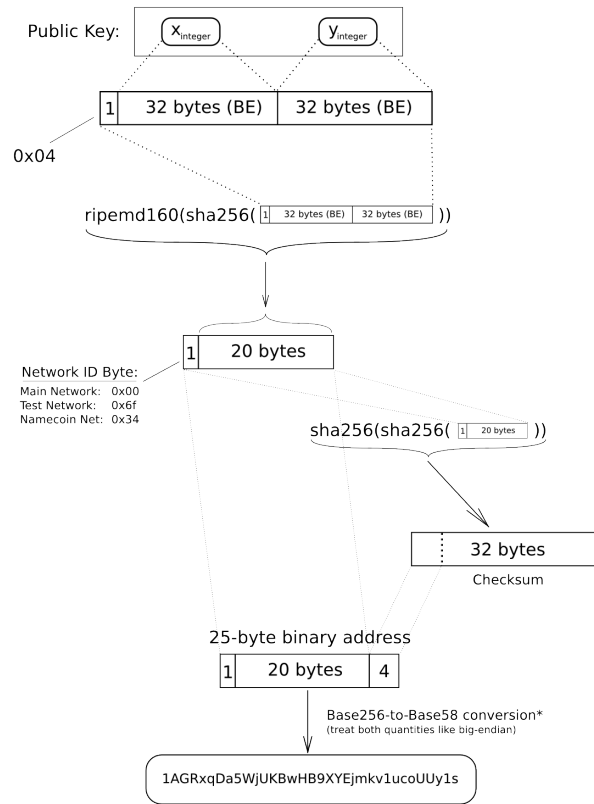 Public Key:
x integer
y integer
1 32 bytes (BE) 32 bytes (BE)
0x04
ripemd160(sha256( 1 32 bytes (BE) 32 bytes (BE) ))
1 20 bytes
Network ID Byte:
Main Network: 0x00
Test Network: 0x6f
Namecoin Net: 0x34
sha256(sha256( 1 20 bytes ))
32 bytes
Checksum
25-byte binary address
1 20 bytes 4
Base256-to-Base58 conversion*
(treat both quantities like big-endian)
1AGRxqDa5WjUKBwHB9XYEjmkv1ucoUUy1s